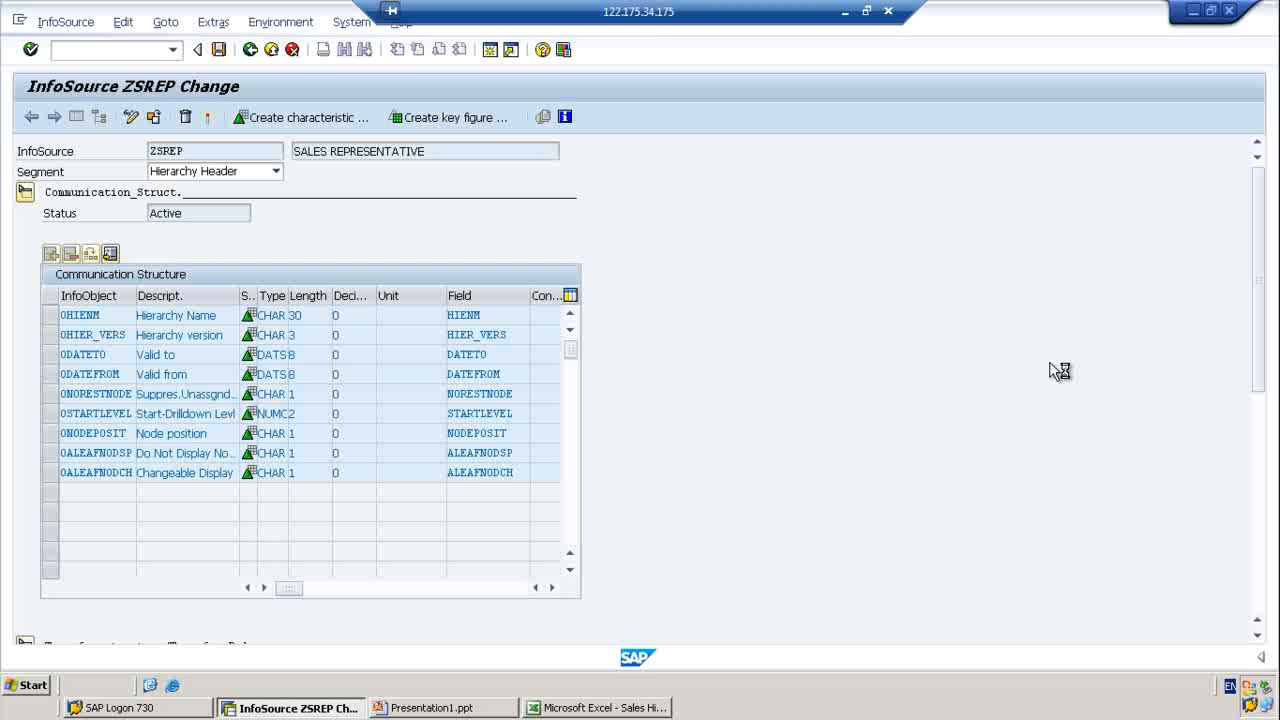 122.175.34.175
InfoSource Edit Goto Extras Environment System
InfoSource ZSREP Change
Create characteristic ... Create key figure ...
InfoSource ZSREP SALES REPRESENTATIVE
Segment Hierarchy Header
Communication_Struct.
Status Active
Communication Structure
InfoObject Descript. S.. Type Length Deci... Unit Field Con...
0HIENM Hierarchy Name CHAR 30 0 HIENM
0HIER_VERS Hierarchy version CHAR 3 0 HIER_VERS
0DATETO Valid to DATS 8 0 DATETO
0DATEFROM Valid from DATS 8 0 DATEFROM
0NORESTNODE Suppres.Unassgnd... CHAR 1 0 NORESTNODE
0STARTLEVEL Start-Drilldown Levl NUMC 2 0 STARTLEVEL
0NODEPOSIT Node position CHAR 1 0 NODEPOSIT
0ALEAFNODSP Do Not Display No... CHAR 1 0 ALEAFNODSP
0ALEAFNODCH Changeable Display CHAR 1 0 ALEAFNODCH
SAP
Start EN
SAP Logon 730 InfoSource ZSREP Ch... Presentation1.ppt Microsoft Excel - Sales Hi...